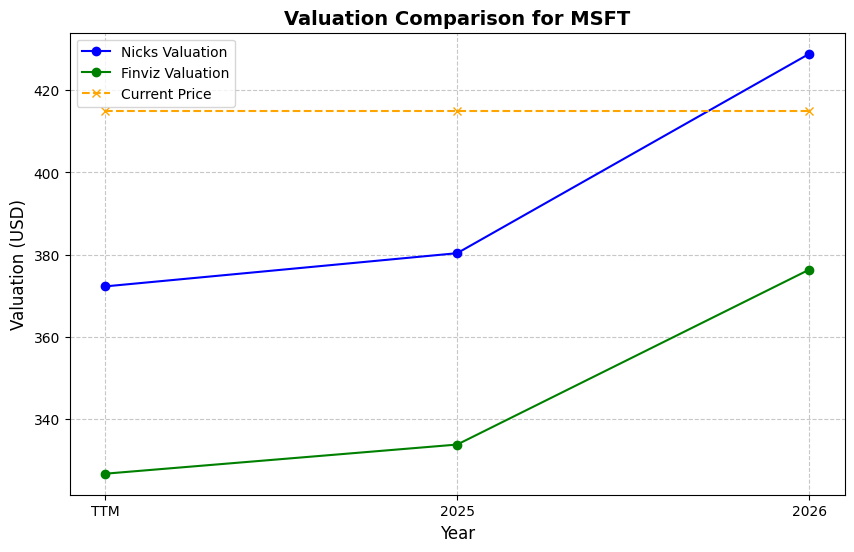 Valuation Comparison for MSFT
Nicks Valuation
Finviz Valuation
Current Price
Valuation (USD)
420
400
380
360
340
TTM
2025
2026
Year